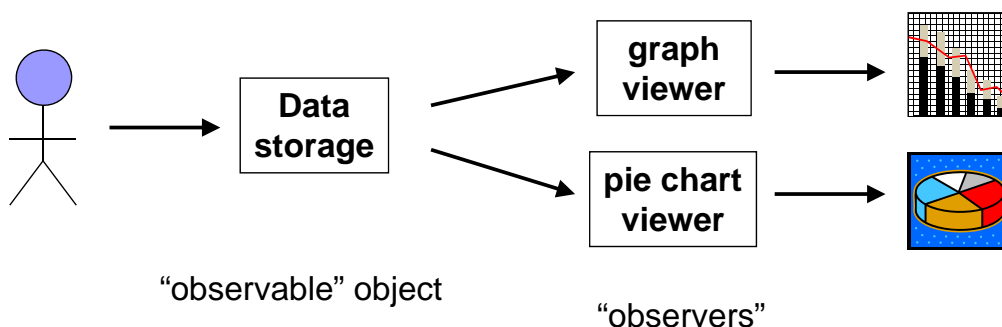 graph
viewer
Data
storage
pie chart
viewer
“observable” object
“observers”